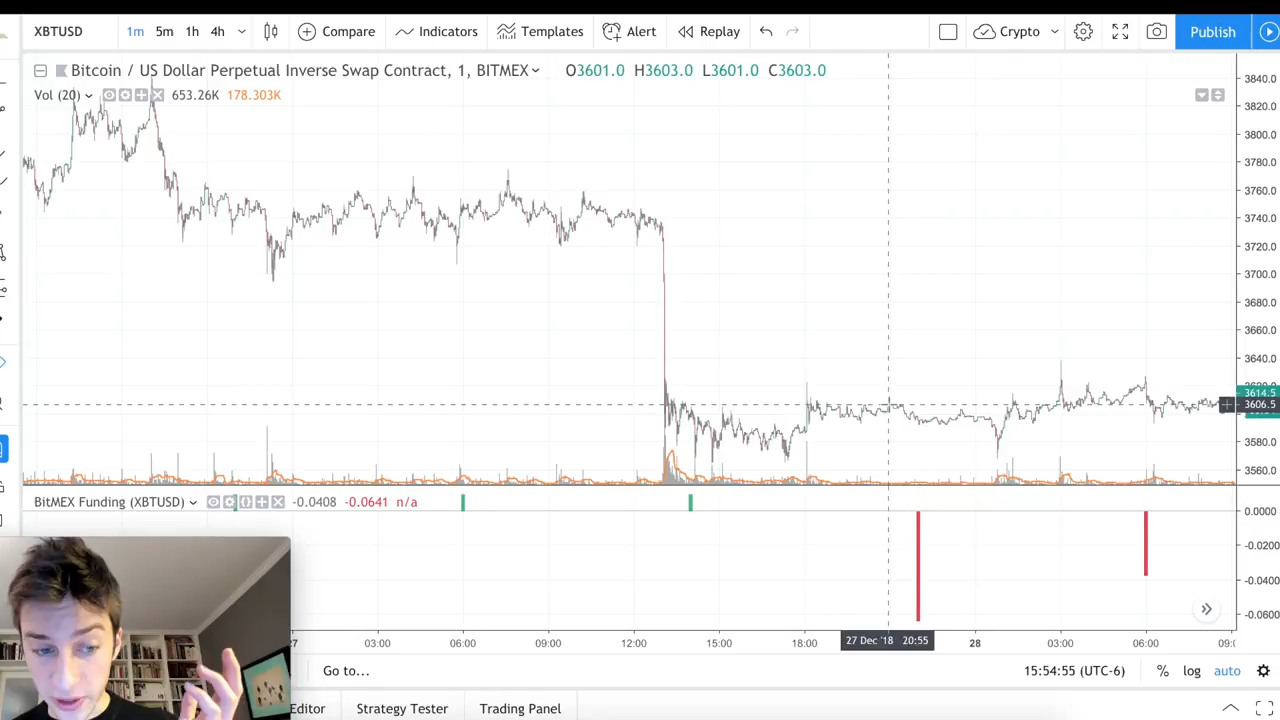 XBTUSD 1m 5m 1h 4h Compare Indicators Templates Alert Replay Crypto Publish
Bitcoin / US Dollar Perpetual Inverse Swap Contract, 1, BITMEX O3601.0 H3603.0 L3601.0 C3603.0
Vol (20) 653.26K 178.303K
3840.0
3820.0
3800.0
3780.0
3760.0
3740.0
3720.0
3700.0
3680.0
3660.0
3640.0
3614.5
3606.5
3580.0
3560.0
BitMEX Funding (XBTUSD) -0.0408 -0.0641 n/a
0.0000
-0.0200
-0.0400
-0.0600
27 03:00 06:00 09:00 12:00 15:00 18:00 27 Dec '18 20:55 28 03:00 06:00 09:0
Go to... 15:54:55 (UTC-6) % log auto
Editor Strategy Tester Trading Panel